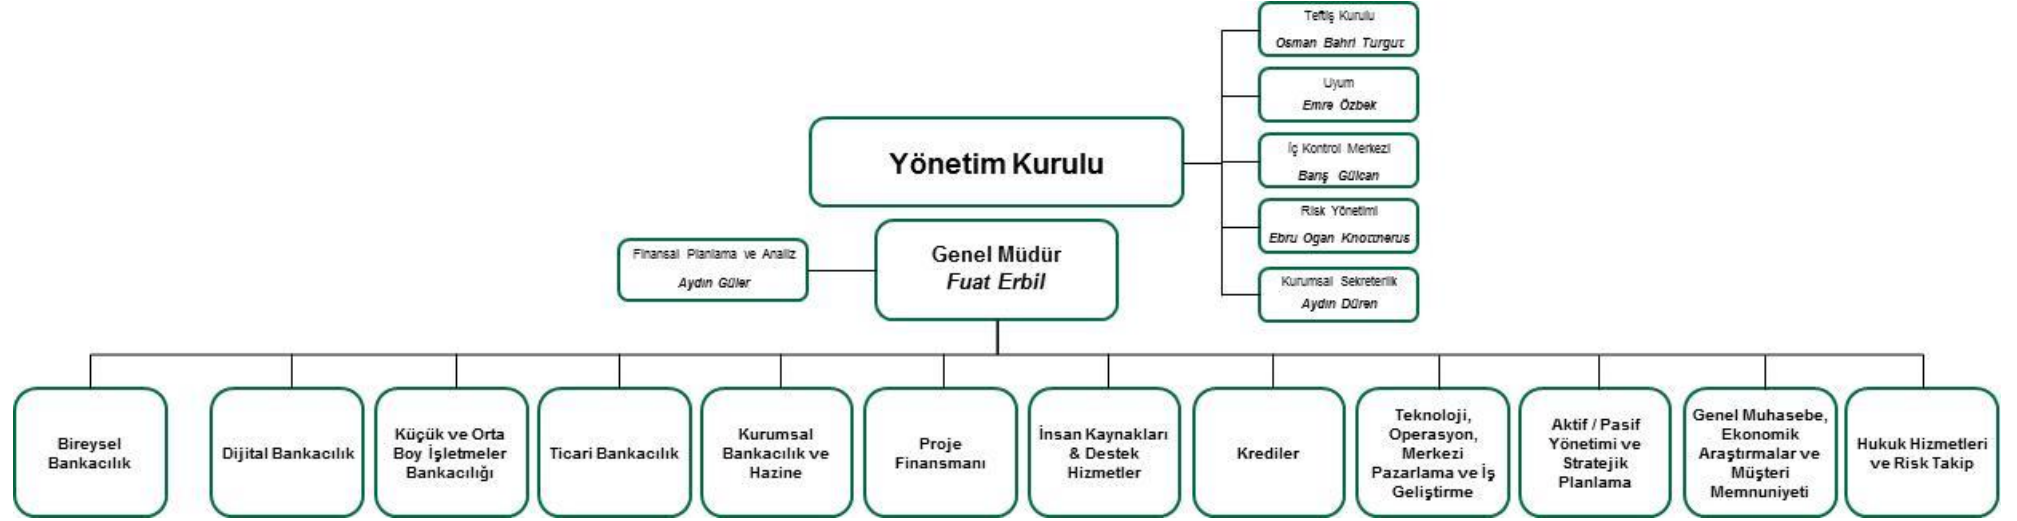 Teftiş Kurulu
Osman Bahri Turgut
Uyum
Emre Özbek
İç Kontrol Merkezi
Barış Gülcan
Risk Yönetimi
Ebru Ogan Knottnerus
Kurumsal Sekreterlik
Aydın Düren
Yönetim Kurulu
Genel Müdür
Fuat Erbil
Finansal Planlama ve Analiz
Aydın Güler
Bireysel
Bankacılık
Dijital Bankacılık
Küçük ve Orta
Boy İşletmeler
Bankacılığı
Ticari Bankacılık
Kurumsal
Bankacılık ve
Hazine
Proje
Finansmanı
İnsan Kaynakları
& Destek
Hizmetler
Krediler
Teknoloji,
Operasyon,
Merkezi
Pazarlama ve İş
Geliştirme
Aktif / Pasif
Yönetimi ve
Stratejik
Planlama
Genel Muhasebe,
Ekonomik
Araştırmalar ve
Müşteri
Memnuniyeti
Hukuk Hizmetleri
ve Risk Takip